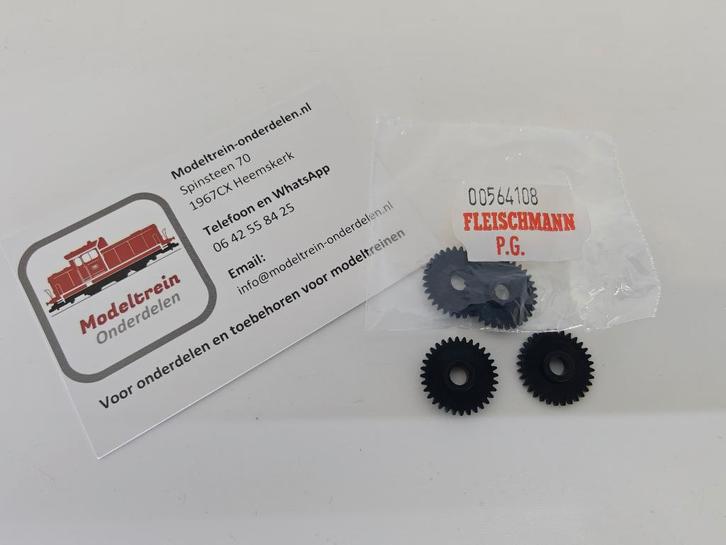 Modeltrein-onderdelen.nl
Spinsteen 70
1967CX Heemskerk
Telefoon en WhatsApp
06 42 55 84 25
Email:
info@modeltrein-onderdelen.nl
Voor onderdelen en toebehoren voor modeltreinen
Modeltrein
Onderdelen
00564108
FLEISCHMANN
P.G.